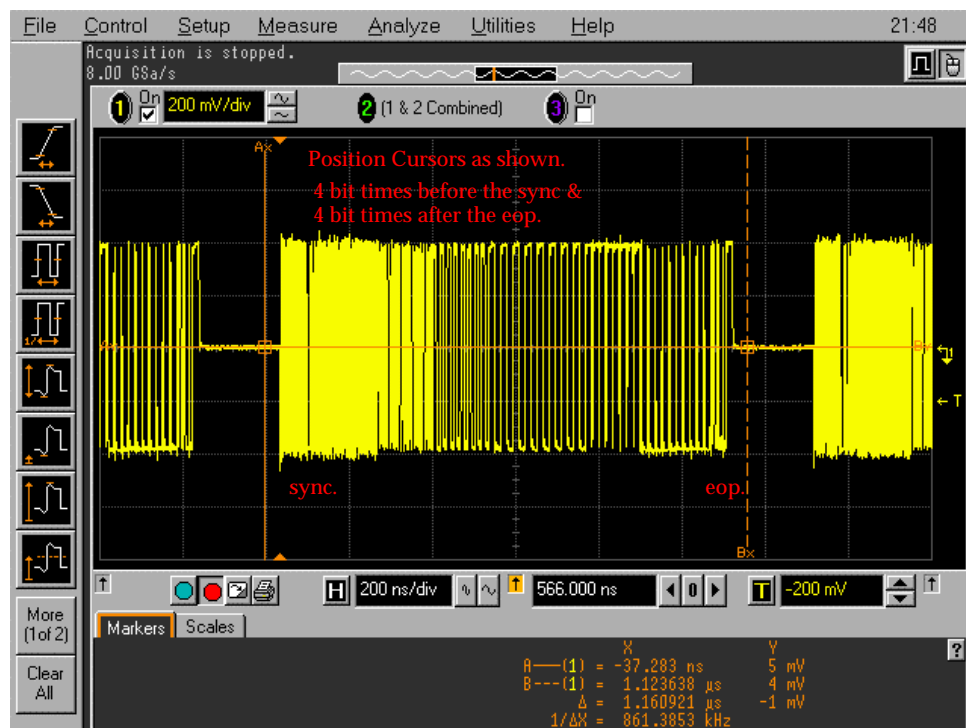 File Control Setup Measure Analyze Utilities Help 21:48
Acquisition is stopped.
8.00 GSa/s
1 On 200 mV/div 2 (1 & 2 Combined) 3 On
Ax
Position Cursors as shown.
4 bit times before the sync &
4 bit times after the eop.
1/
Ay By 1
T
sync. eop.
Bx
H 200 ns/div 566.000 ns 0 T -200 mV
More
(1of 2)
Clear
All
Markers Scales
X Y ?
A——(1) = -37.283 ns 5 mV
B---(1) = 1.123638 µs 4 mV
Δ = 1.160921 µs -1 mV
1/ΔX = 861.3853 kHz